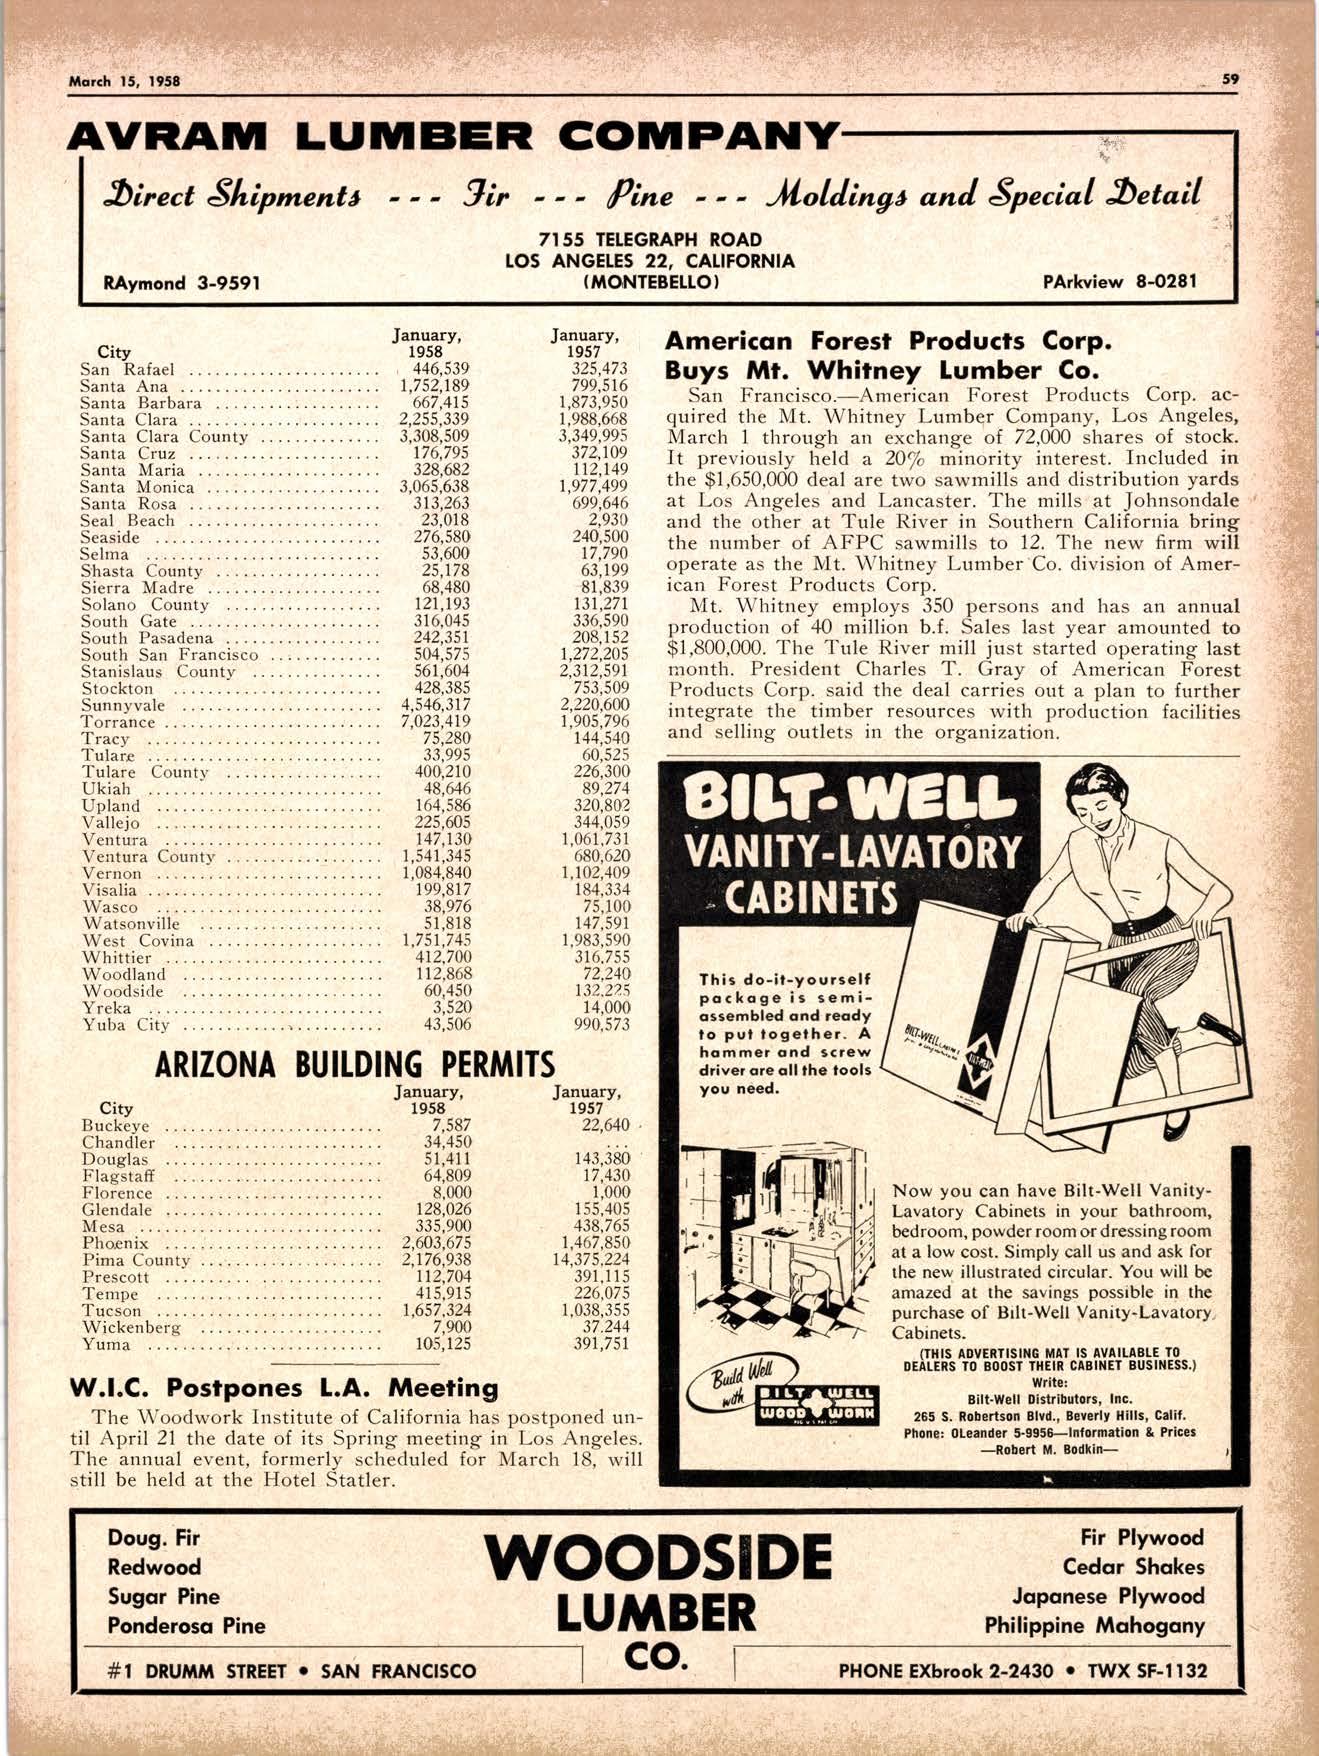 March 15, 1958
59
AVRAM LUMBER COMPANY
Direct Shipments --- Fir --- Pine --- Moldings and Special Detail
7155 TELEGRAPH ROAD
LOS ANGELES 22, CALIFORNIA
RAymond 3-9591 (MONTEBELLO) PArkview 8-0281
January, January,
City 1958 1957
San Rafael ...................... 446,539 325,473
Santa Ana ....................... 1,752,189 799,516
Santa Barbara ................... 667,415 1,873,950
Santa Clara ...................... 2,255,339 1,988,668
Santa Clara County .............. 3,308,509 3,349,995
Santa Cruz ...................... 176,795 372,109
Santa Maria ..................... 328,682 112,149
Santa Monica .................... 3,065,638 1,977,499
Santa Rosa ...................... 313,263 699,646
Seal Beach ...................... 23,018 2,930
Seaside .......................... 276,580 240,500
Selma ........................... 53,600 17,790
Shasta County ................... 25,178 63,199
Sierra Madre .................... 68,480 81,839
Solano County .................. 121,193 131,271
South Gate ...................... 316,045 336,590
South Pasadena .................. 242,351 208,152
South San Francisco ............. 504,575 1,272,205
Stanislaus County ............... 561,604 2,312,591
Stockton ........................ 428,385 753,509
Sunnyvale ....................... 4,546,317 2,220,600
Torrance ......................... 7,023,419 1,905,796
Tracy ........................... 75,280 144,540
Tulare ........................... 33,995 60,525
Tulare County .................. 400,210 226,300
Ukiah ........................... 48,646 89,274
Upland .......................... 164,586 320,802
Vallejo .......................... 225,605 344,059
Ventura ......................... 147,130 1,061,731
Ventura County .................. 1,541,345 680,620
Vernon .......................... 1,084,840 1,102,409
Visalia ........................... 199,817 184,334
Wasco .......................... 38,976 75,100
Watsonville ..................... 51,818 147,591
West Covina .................... 1,751,745 1,983,590
Whittier ......................... 412,700 316,755
Woodland ....................... 112,868 72,240
Woodside ....................... 60,450 132,225
Yreka ........................... 3,520 14,000
Yuba City ....................... 43,506 990,573
ARIZONA BUILDING PERMITS
January, January,
City 1958 1957
Buckeye ......................... 7,587 22,640
Chandler ........................ 34,450 ...
Douglas ......................... 51,411 143,380
Flagstaff ........................ 64,809 17,430
Florence ......................... 8,000 1,000
Glendale ......................... 128,026 155,405
Mesa ............................ 335,900 438,765
Phoenix ......................... 2,603,675 1,467,850
Pima County ..................... 2,176,938 14,375,224
Prescott ......................... 112,704 391,115
Tempe .......................... 415,915 226,075
Tucson .......................... 1,657,324 1,038,355
Wickenberg ..................... 7,900 37.244
Yuma ........................... 105,125 391,751
W.I.C. Postpones L.A. Meeting
The Woodwork Institute of California has postponed un-
til April 21 the date of its Spring meeting in Los Angeles.
The annual event, formerly scheduled for March 18, will
still be held at the Hotel Statler.
American Forest Products Corp.
Buys Mt. Whitney Lumber Co.
San Francisco.—American Forest Products Corp. ac-
quired the Mt. Whitney Lumber Company, Los Angeles,
March 1 through an exchange of 72,000 shares of stock.
It previously held a 20% minority interest. Included in
the $1,650,000 deal are two sawmills and distribution yards
at Los Angeles and Lancaster. The mills at Johnsondale
and the other at Tule River in Southern California bring
the number of AFPC sawmills to 12. The new firm will
operate as the Mt. Whitney Lumber Co. division of Amer-
ican Forest Products Corp.
Mt. Whitney employs 350 persons and has an annual
production of 40 million b.f. Sales last year amounted to
$1,800,000. The Tule River mill just started operating last
month. President Charles T. Gray of American Forest
Products Corp. said the deal carries out a plan to further
integrate the timber resources with production facilities
and selling outlets in the organization.
BILT-WELL
VANITY-LAVATORY
CABINETS
This do-it-yourself
package is semi-
assembled and ready
to put together. A
hammer and screw
driver are all the tools
you need.
BILT-WELL
Now you can have Bilt-Well Vanity-
Lavatory Cabinets in your bathroom,
bedroom, powder room or dressing room
at a low cost. Simply call us and ask for
the new illustrated circular. You will be
amazed at the savings possible in the
purchase of Bilt-Well Vanity-Lavatory
Cabinets.
(THIS ADVERTISING MAT IS AVAILABLE TO
DEALERS TO BOOST THEIR CABINET BUSINESS.)
Write:
Bilt-Well Distributors, Inc.
265 S. Robertson Blvd., Beverly Hills, Calif.
Phone: OLeander 5-9956—Information & Prices
—Robert M. Bodkin—
Build Well
with
BILT WELL
WOOD WORK
REG U S PAT OFF
Doug. Fir
Redwood
Sugar Pine
Ponderosa Pine
WOODSIDE
LUMBER
CO.
Fir Plywood
Cedar Shakes
Japanese Plywood
Philippine Mahogany
#1 DRUMM STREET • SAN FRANCISCO
PHONE EXbrook 2-2430 • TWX SF-1132